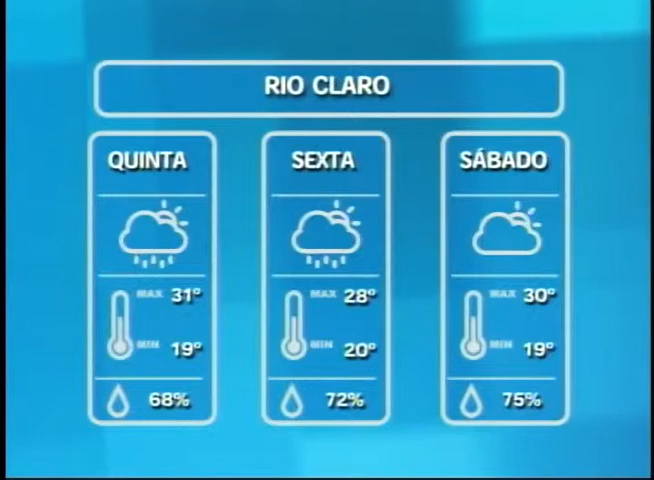 RIO CLARO
QUINTA
MAX 31º
MIN 19º
68%
SEXTA
MAX 28º
MIN 20º
72%
SÁBADO
MAX 30º
MIN 19º
75%